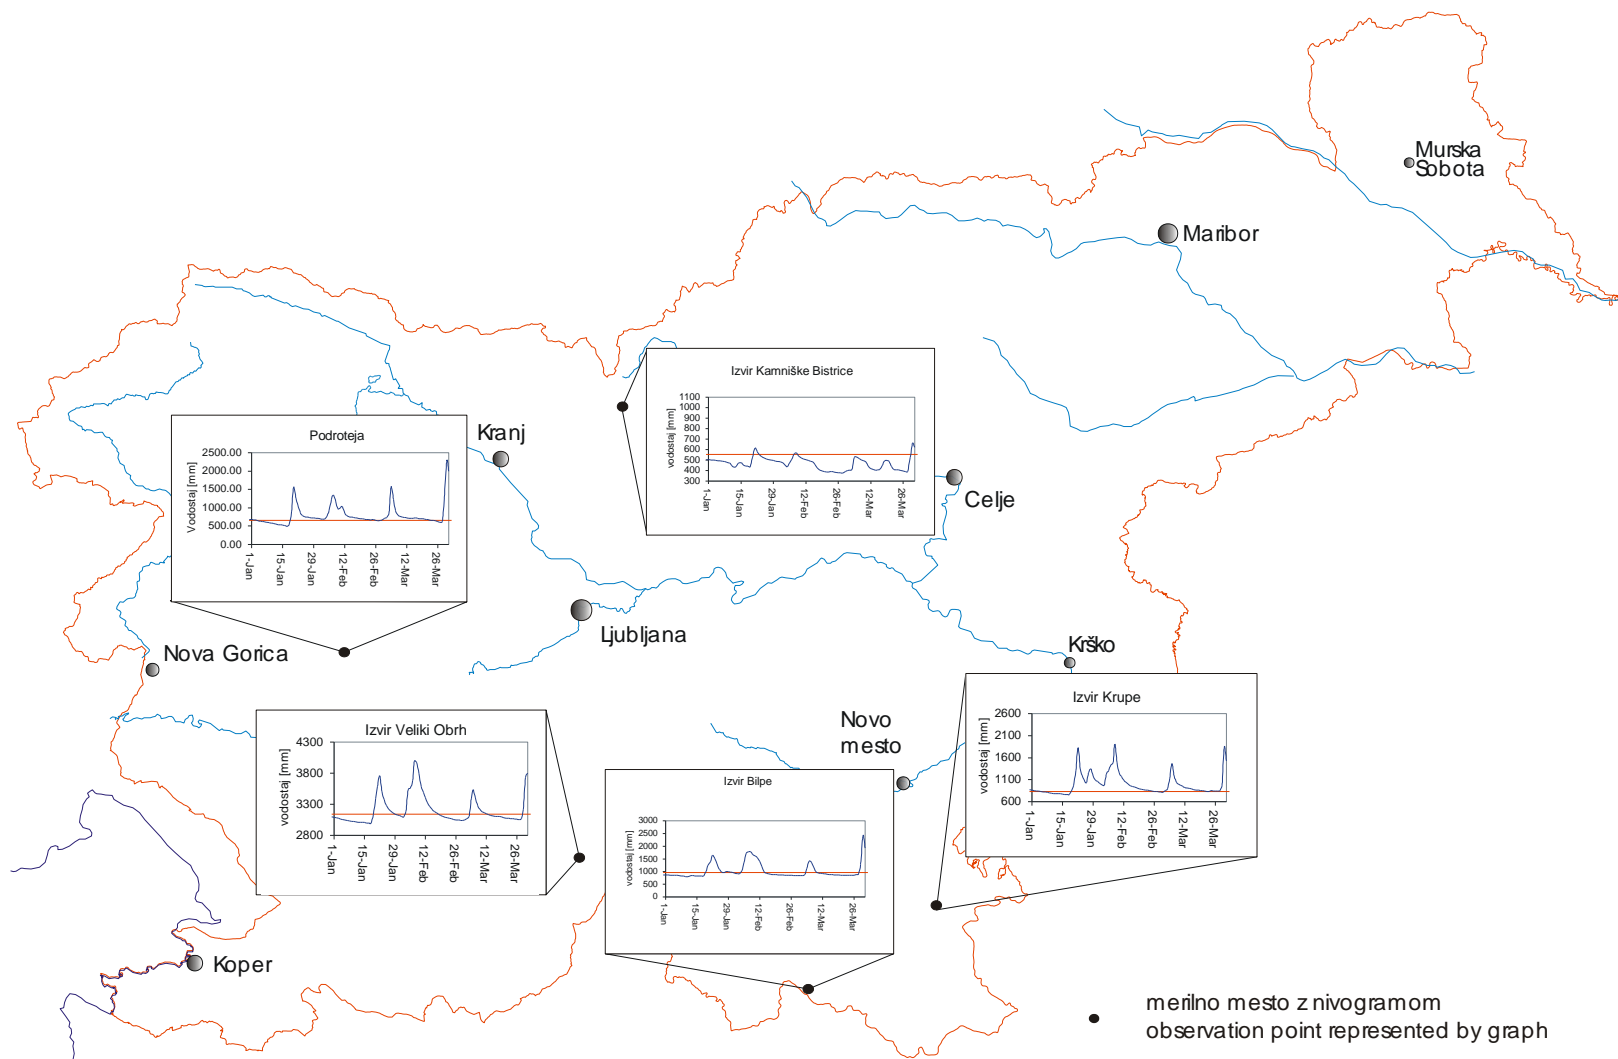 Murska
Sobota
Maribor
Izvir Kamniške Bistrice
vodostaj [mm]
1100
1000
900
800
700
600
500
400
300
1-Jan
15-Jan
29-Jan
12-Feb
26-Feb
12-Mar
26-Mar
Podroteja
Vodostaj [mm]
2500.00
2000.00
1500.00
1000.00
500.00
0.00
1-Jan
15-Jan
29-Jan
12-Feb
26-Feb
12-Mar
26-Mar
Kranj
Celje
Ljubljana
Nova Gorica
Krško
Izvir Veliki Obrh
vodostaj [mm]
4300
3800
3300
2800
1-Jan
15-Jan
29-Jan
12-Feb
26-Feb
12-Mar
26-Mar
Novo
mesto
Izvir Krupe
vodostaj [mm]
2600
2100
1600
1100
600
1-Jan
15-Jan
29-Jan
12-Feb
26-Feb
12-Mar
26-Mar
Izvir Bilpe
vodostaj [mm]
3000
2500
2000
1500
1000
500
0
1-Jan
15-Jan
29-Jan
12-Feb
26-Feb
12-Mar
26-Mar
Koper
merilno mesto z nivogramom
observation point represented by graph